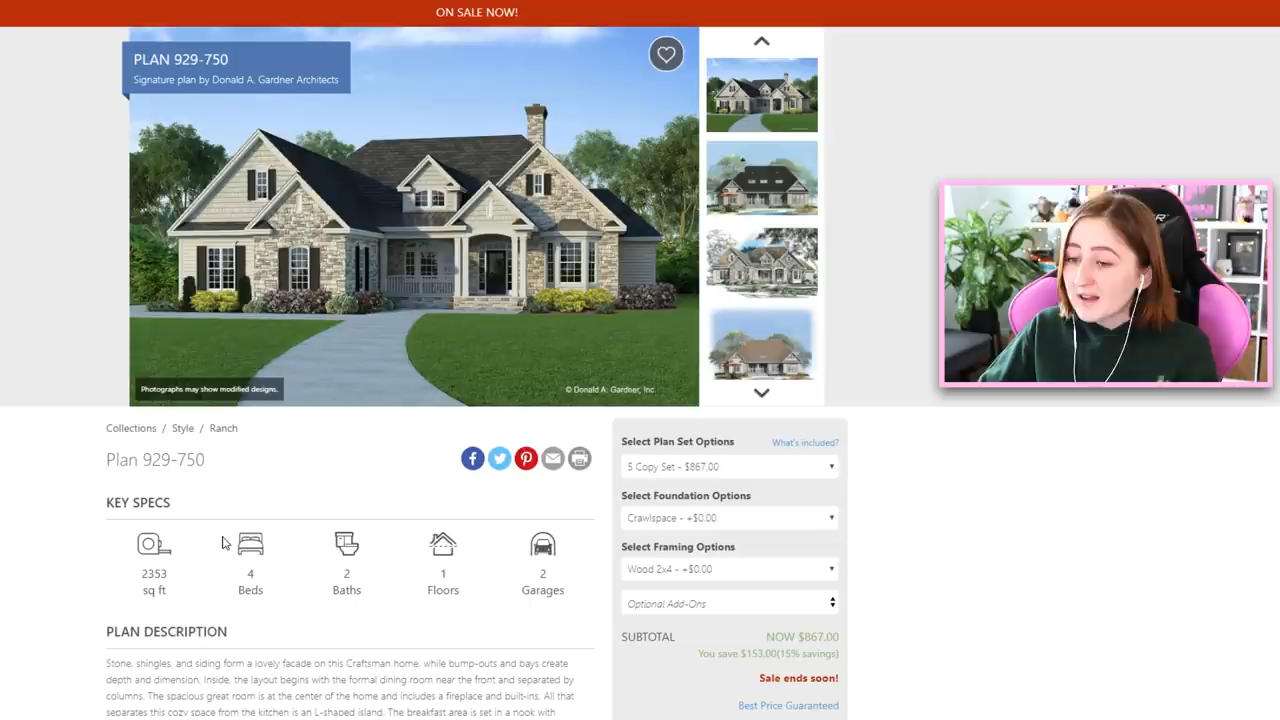 ON SALE NOW!
PLAN 929-750
Signature plan by Donald A. Gardner Architects
Photographs may show modified designs.
© Donald A. Gardner, Inc.
Collections / Style / Ranch
Plan 929-750
KEY SPECS
2353
sq ft
4
Beds
2
Baths
1
Floors
2
Garages
PLAN DESCRIPTION
Stone, shingles, and siding form a lovely facade on this Craftsman home, while bump-outs and bays create
depth and dimension. Inside, the layout begins with the formal dining room near the front and separated by
columns. The spacious great room is at the center of the home and includes a fireplace and built-ins. All that
separates this cozy space from the kitchen is an L-shaped island. The breakfast area is set in a nook with
Select Plan Set Options
What's included?
5 Copy Set - $867.00
Select Foundation Options
Crawlspace - +$0.00
Select Framing Options
Wood 2x4 - +$0.00
Optional Add-Ons
SUBTOTAL NOW $867.00
You save $153.00(15% savings)
Sale ends soon!
Best Price Guaranteed